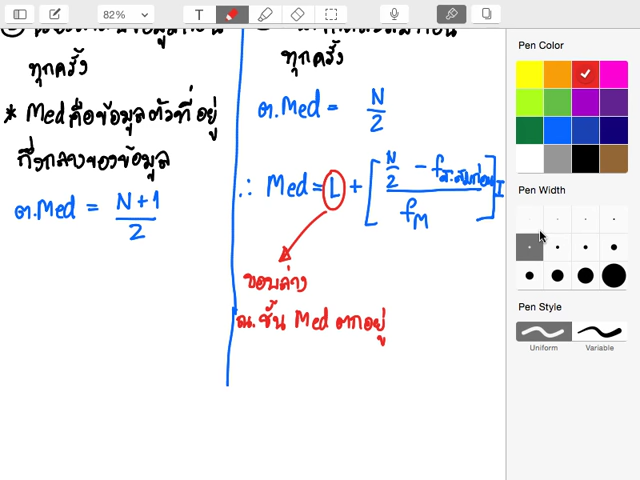 82%
T
ทุกครั้ง
* Med คือข้อมูลตัวที่อยู่
กึ่งกลางของข้อมูล
ต.Med = N+1
2
ทุกครั้ง
ต.Med = N
2
∴ Med = L + [ N/2 - fส.สมก่อน ] I
fM
ขอบล่าง
ณ.ชั้น Med ตกอยู่
Pen Color
Pen Width
Pen Style
Uniform
Variable